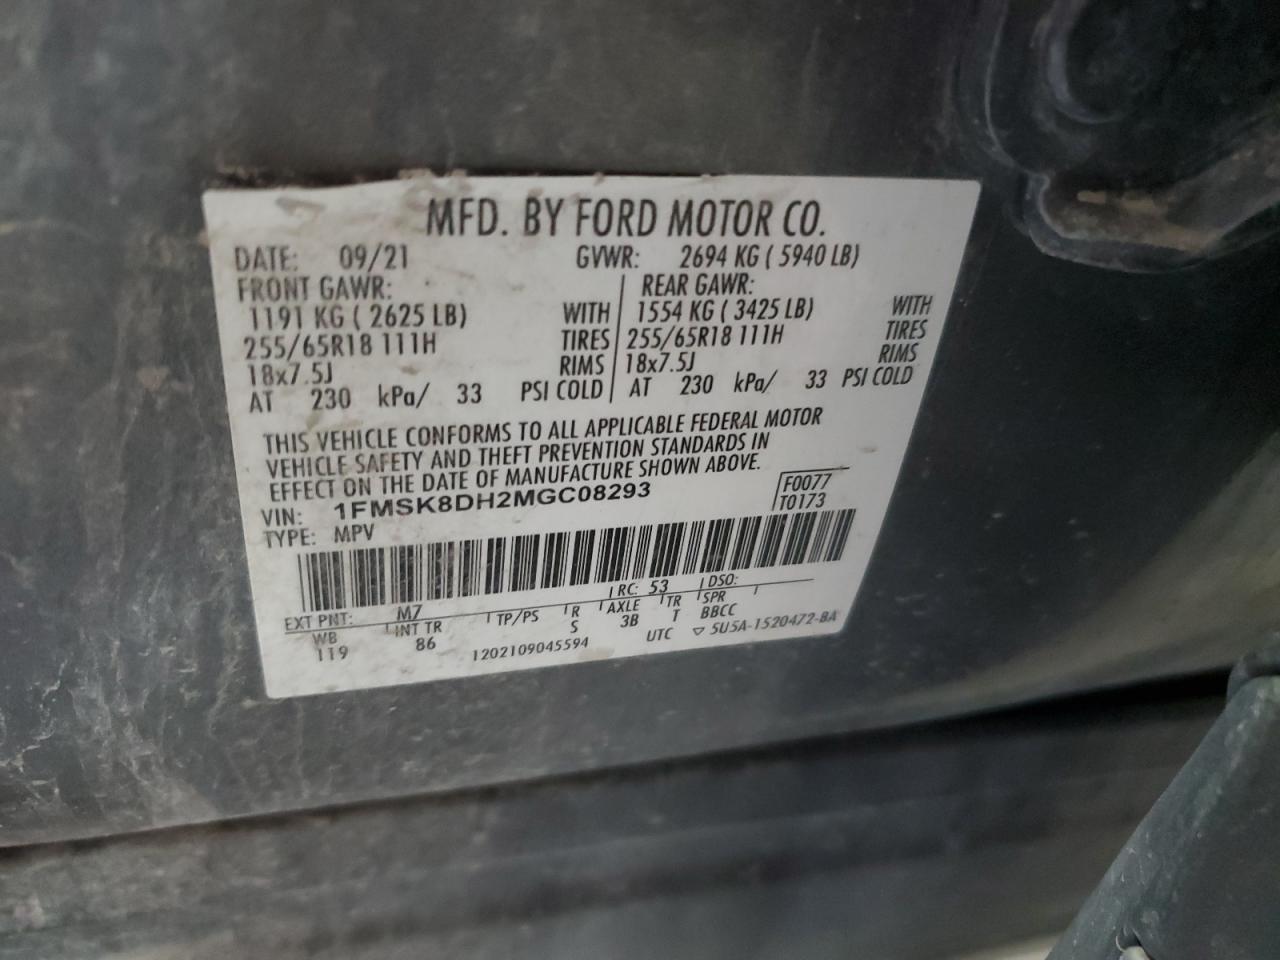 MFD. BY FORD MOTOR CO.
DATE: 09/21 GVWR: 2694 KG ( 5940 LB)
FRONT GAWR: REAR GAWR:
1191 KG ( 2625 LB) WITH 1554 KG ( 3425 LB) WITH
255/65R18 111H TIRES 255/65R18 111H TIRES
18x7.5J RIMS 18x7.5J RIMS
AT 230 kPa/ 33 PSI COLD AT 230 kPa/ 33 PSI COLD
THIS VEHICLE CONFORMS TO ALL APPLICABLE FEDERAL MOTOR
VEHICLE SAFETY AND THEFT PREVENTION STANDARDS IN
EFFECT ON THE DATE OF MANUFACTURE SHOWN ABOVE.
VIN: 1FMSK8DH2MGC08293 F0077
TYPE: MPV T0173
EXT PNT: M7 RC: 53 DSO:
WB INT TR TP/PS R AXLE TR SPR
119 86 S 3B T BBCC
1202109045594 UTC ▽ 5U5A-1520472-BA